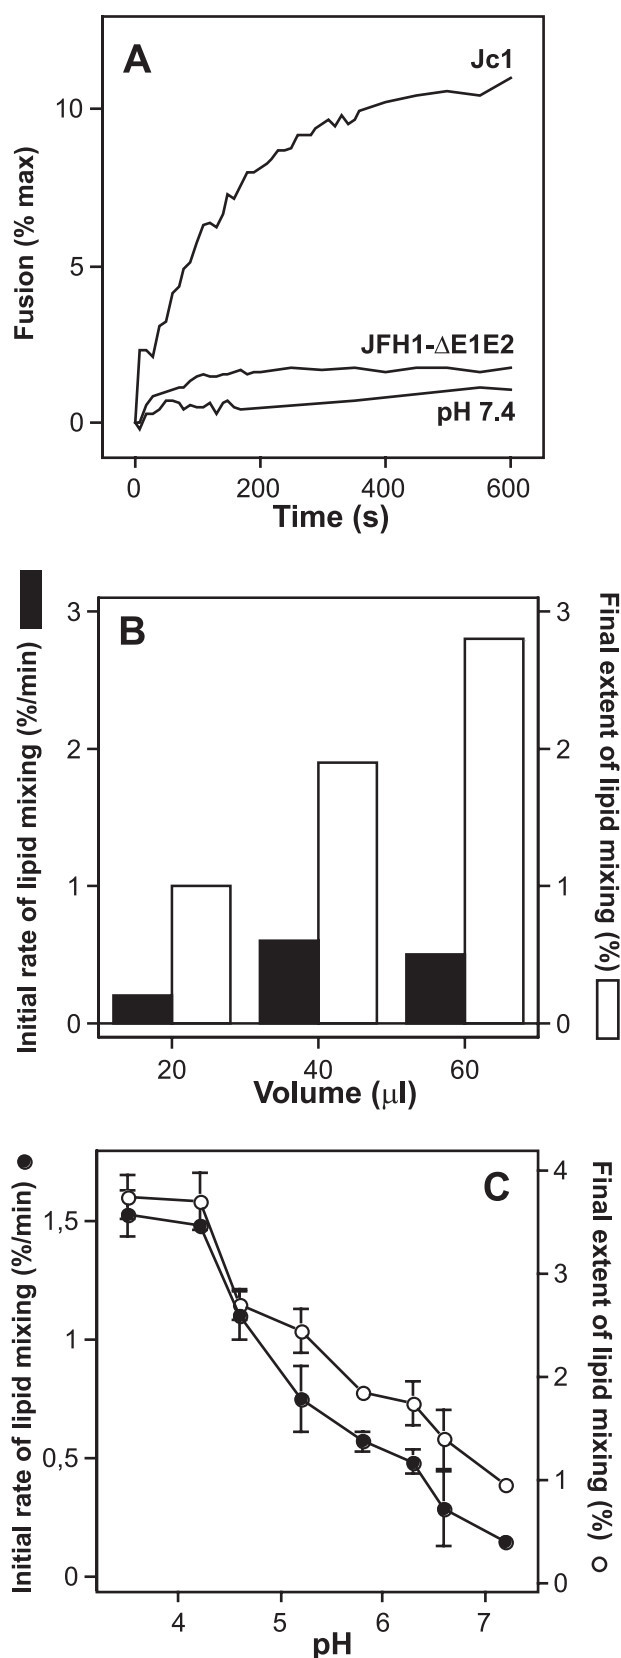 A
Jc1
10
5
0
Fusion (% max)
JFH1-ΔE1E2
pH 7.4
0 200 400 600
Time (s)
B
3
2
1
0
Initial rate of lipid mixing (%/min)
3
2
1
0
Final extent of lipid mixing (%)
20 40 60
Volume (μl)
C
1,5
1
0,5
0
Initial rate of lipid mixing (%/min)
4
3
2
1
0
Final extent of lipid mixing (%)
4 5 6 7
pH